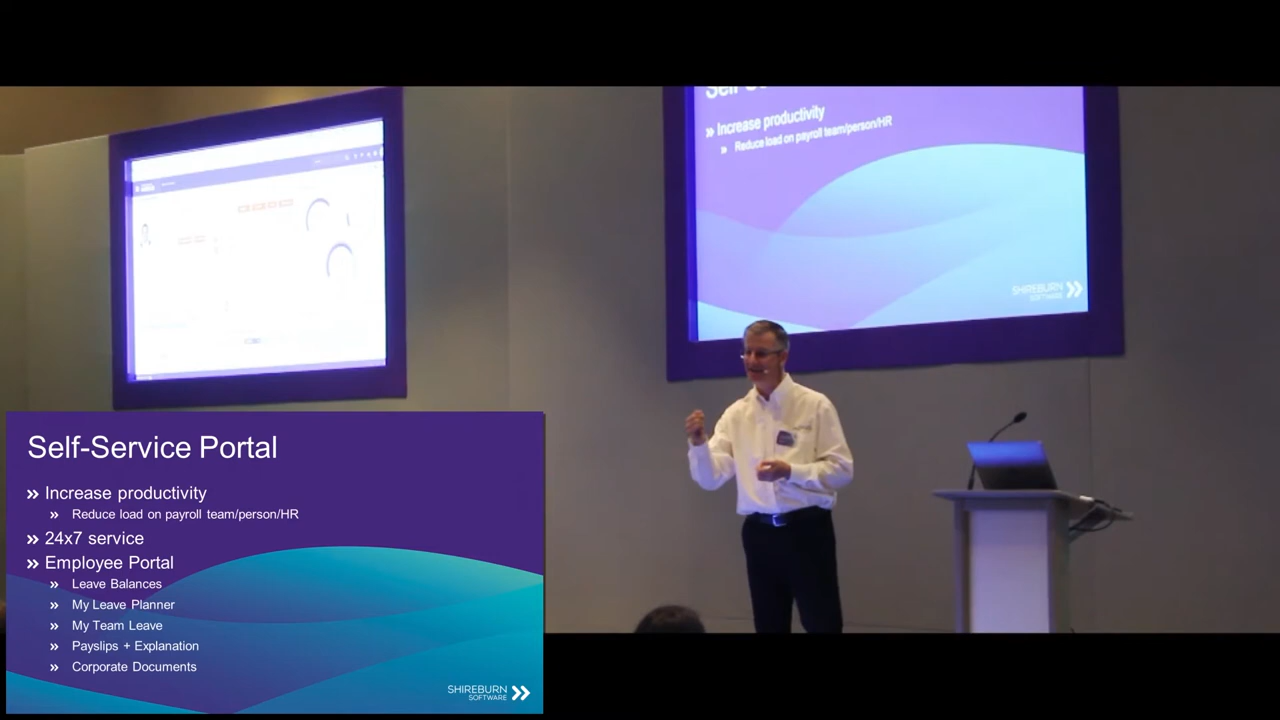 » Increase productivity
» Reduce load on payroll team/person/HR
SHIREBURN
SOFTWARE
Self-Service Portal
» Increase productivity
» Reduce load on payroll team/person/HR
» 24x7 service
» Employee Portal
» Leave Balances
» My Leave Planner
» My Team Leave
» Payslips + Explanation
» Corporate Documents
SHIREBURN
SOFTWARE